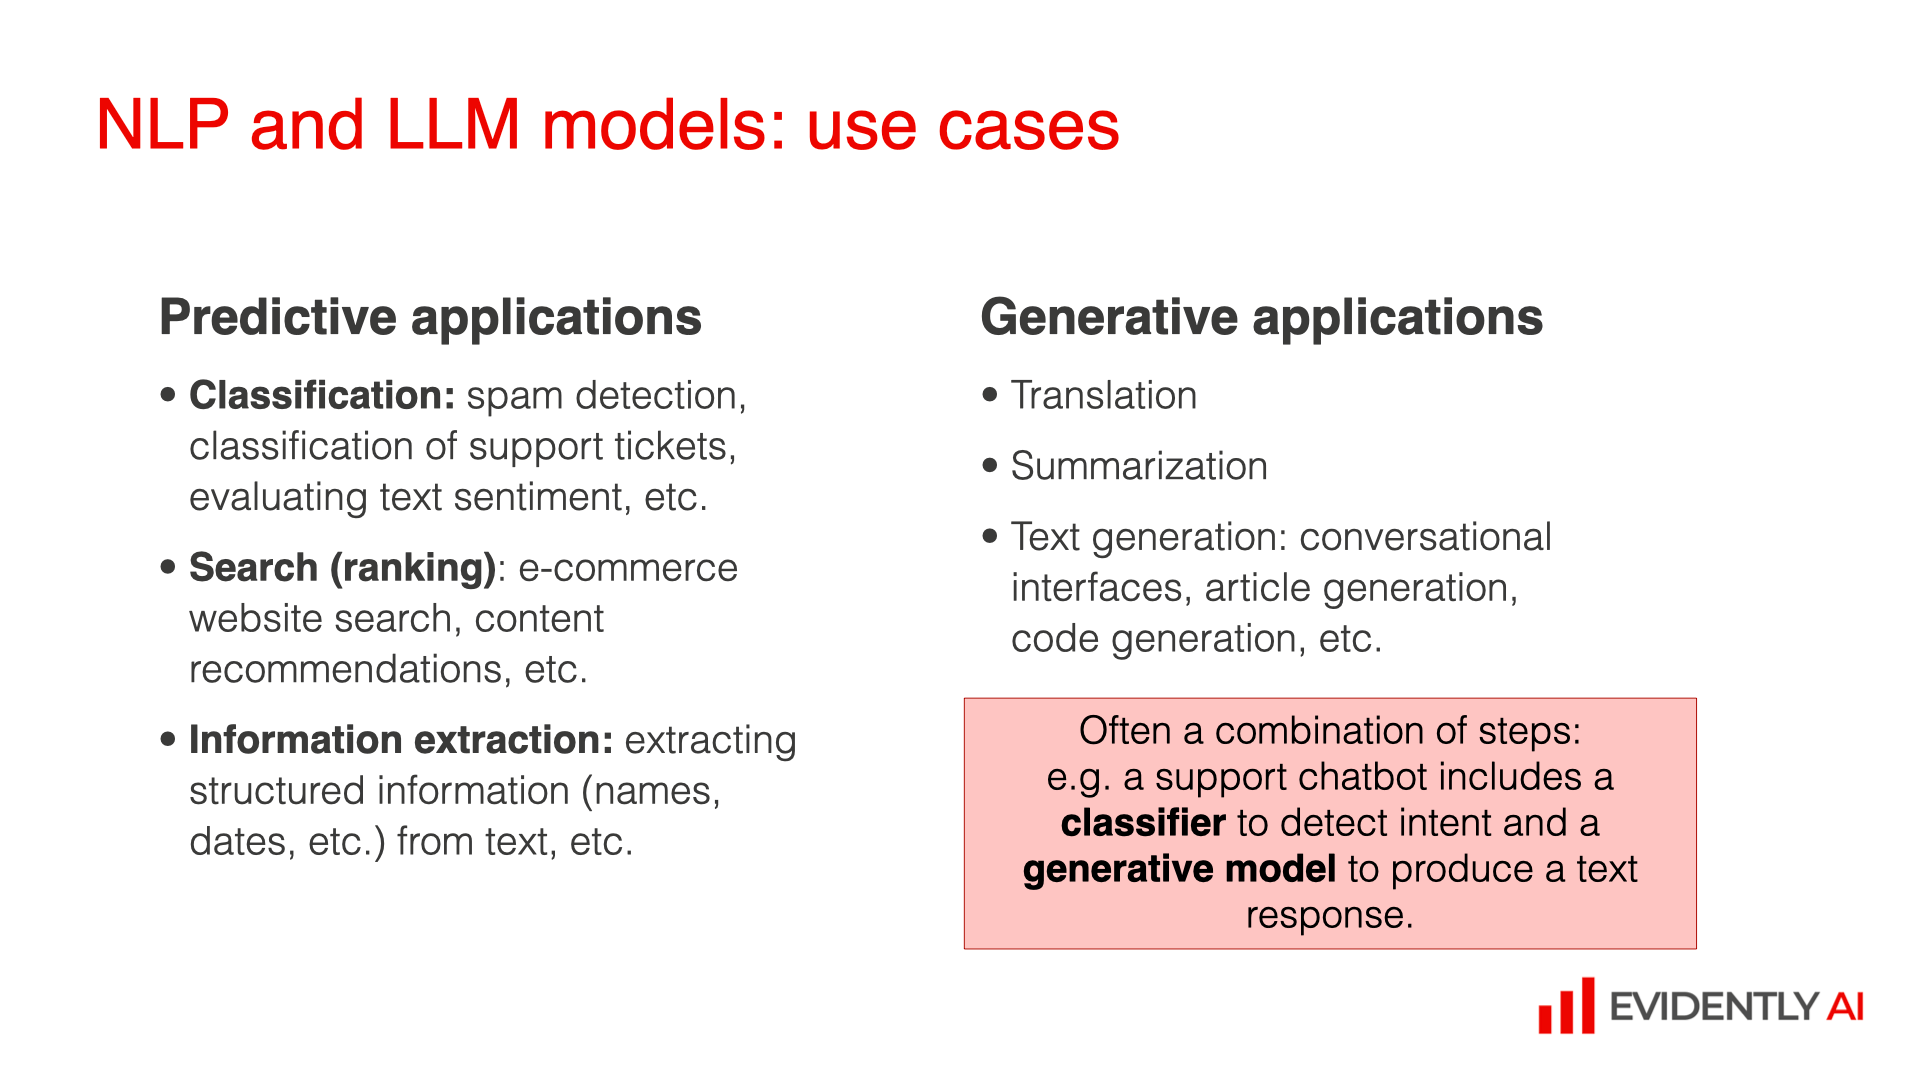 NLP and LLM models: use cases
Predictive applications
• Classification: spam detection,
classification of support tickets,
evaluating text sentiment, etc.
• Search (ranking): e-commerce
website search, content
recommendations, etc.
• Information extraction: extracting
structured information (names,
dates, etc.) from text, etc.
Generative applications
• Translation
• Summarization
• Text generation: conversational
interfaces, article generation,
code generation, etc.
Often a combination of steps:
e.g. a support chatbot includes a
classifier to detect intent and a
generative model to produce a text
response.
EVIDENTLY AI